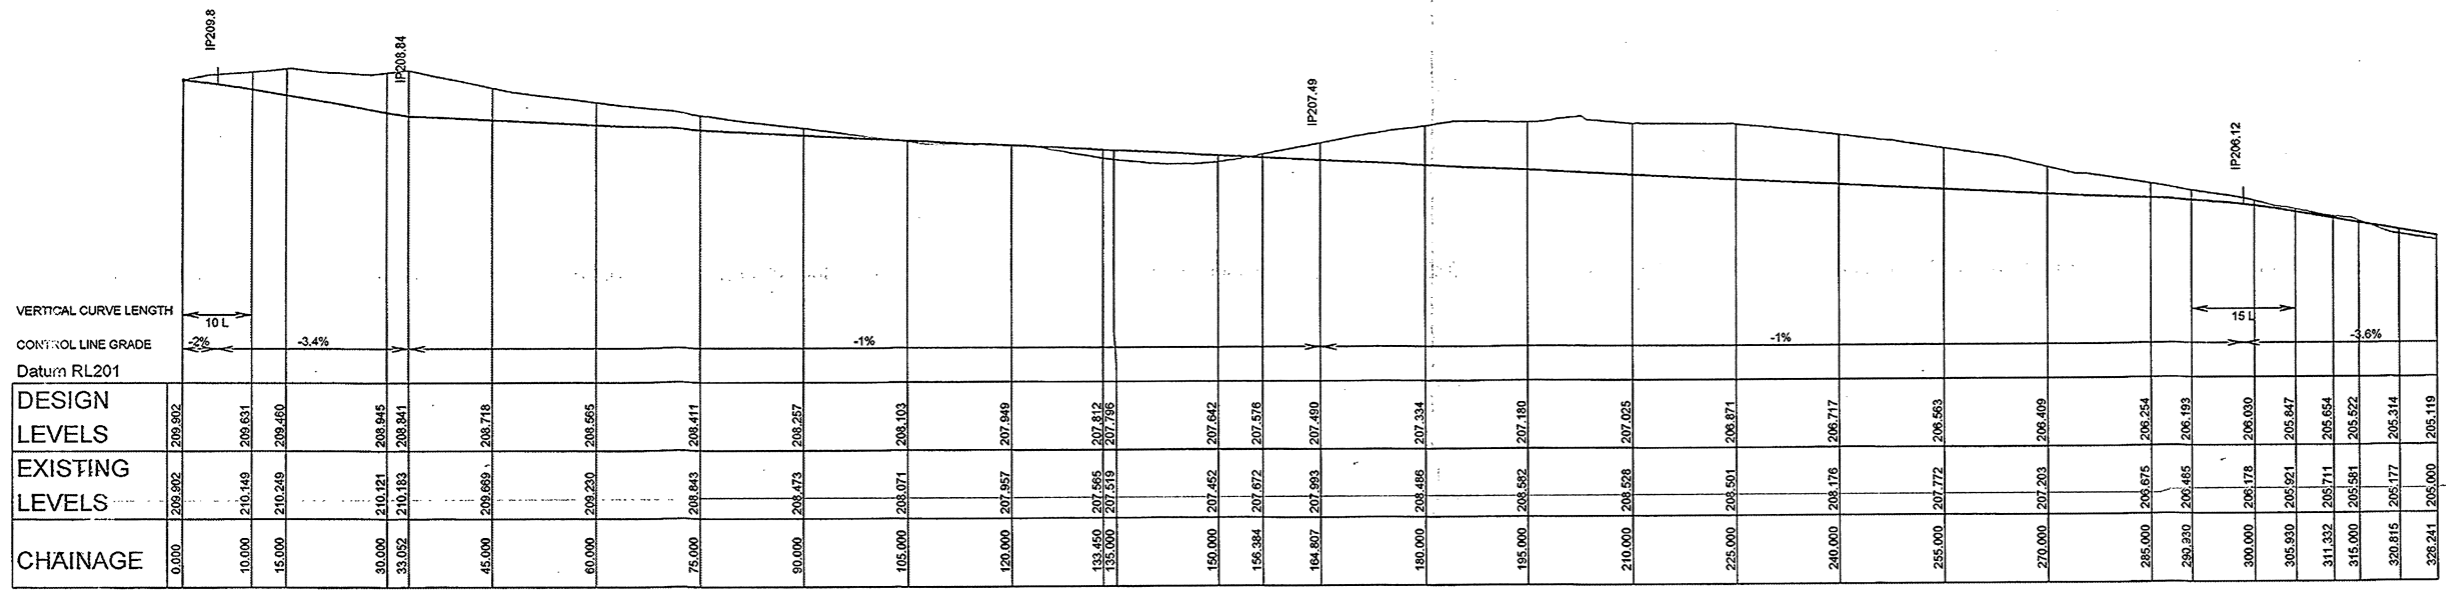 IP209.8
IP208.84
IP207.49
IP206.12
VERTICAL CURVE LENGTH
10 L
15 L
CONTROL LINE GRADE
-2% -3.4% -1% -1% -3.6%
Datum RL201
DESIGN
LEVELS
209.902 209.631 209.460 208.945 208.841 208.718 208.565 208.411 208.257 208.103 207.949 207.812 207.796 207.642 207.576 207.490 207.334 207.180 207.025 206.871 206.717 206.563 206.409 206.254 206.193 206.030 205.847 205.654 205.522 205.314 205.119
EXISTING
LEVELS
209.902 210.149 210.249 210.121 210.183 209.669 209.230 208.843 208.473 208.071 207.957 207.565 207.519 207.452 207.672 207.993 208.486 208.582 208.528 208.501 208.176 207.772 207.203 206.675 206.485 206.178 205.921 205.711 205.581 205.177 205.000
CHAINAGE
0.000 10.000 15.000 30.000 33.052 45.000 60.000 75.000 90.000 105.000 120.000 133.450 135.000 150.000 156.384 164.807 180.000 195.000 210.000 225.000 240.000 255.000 270.000 285.000 290.930 300.000 305.930 311.332 315.000 320.815 328.241